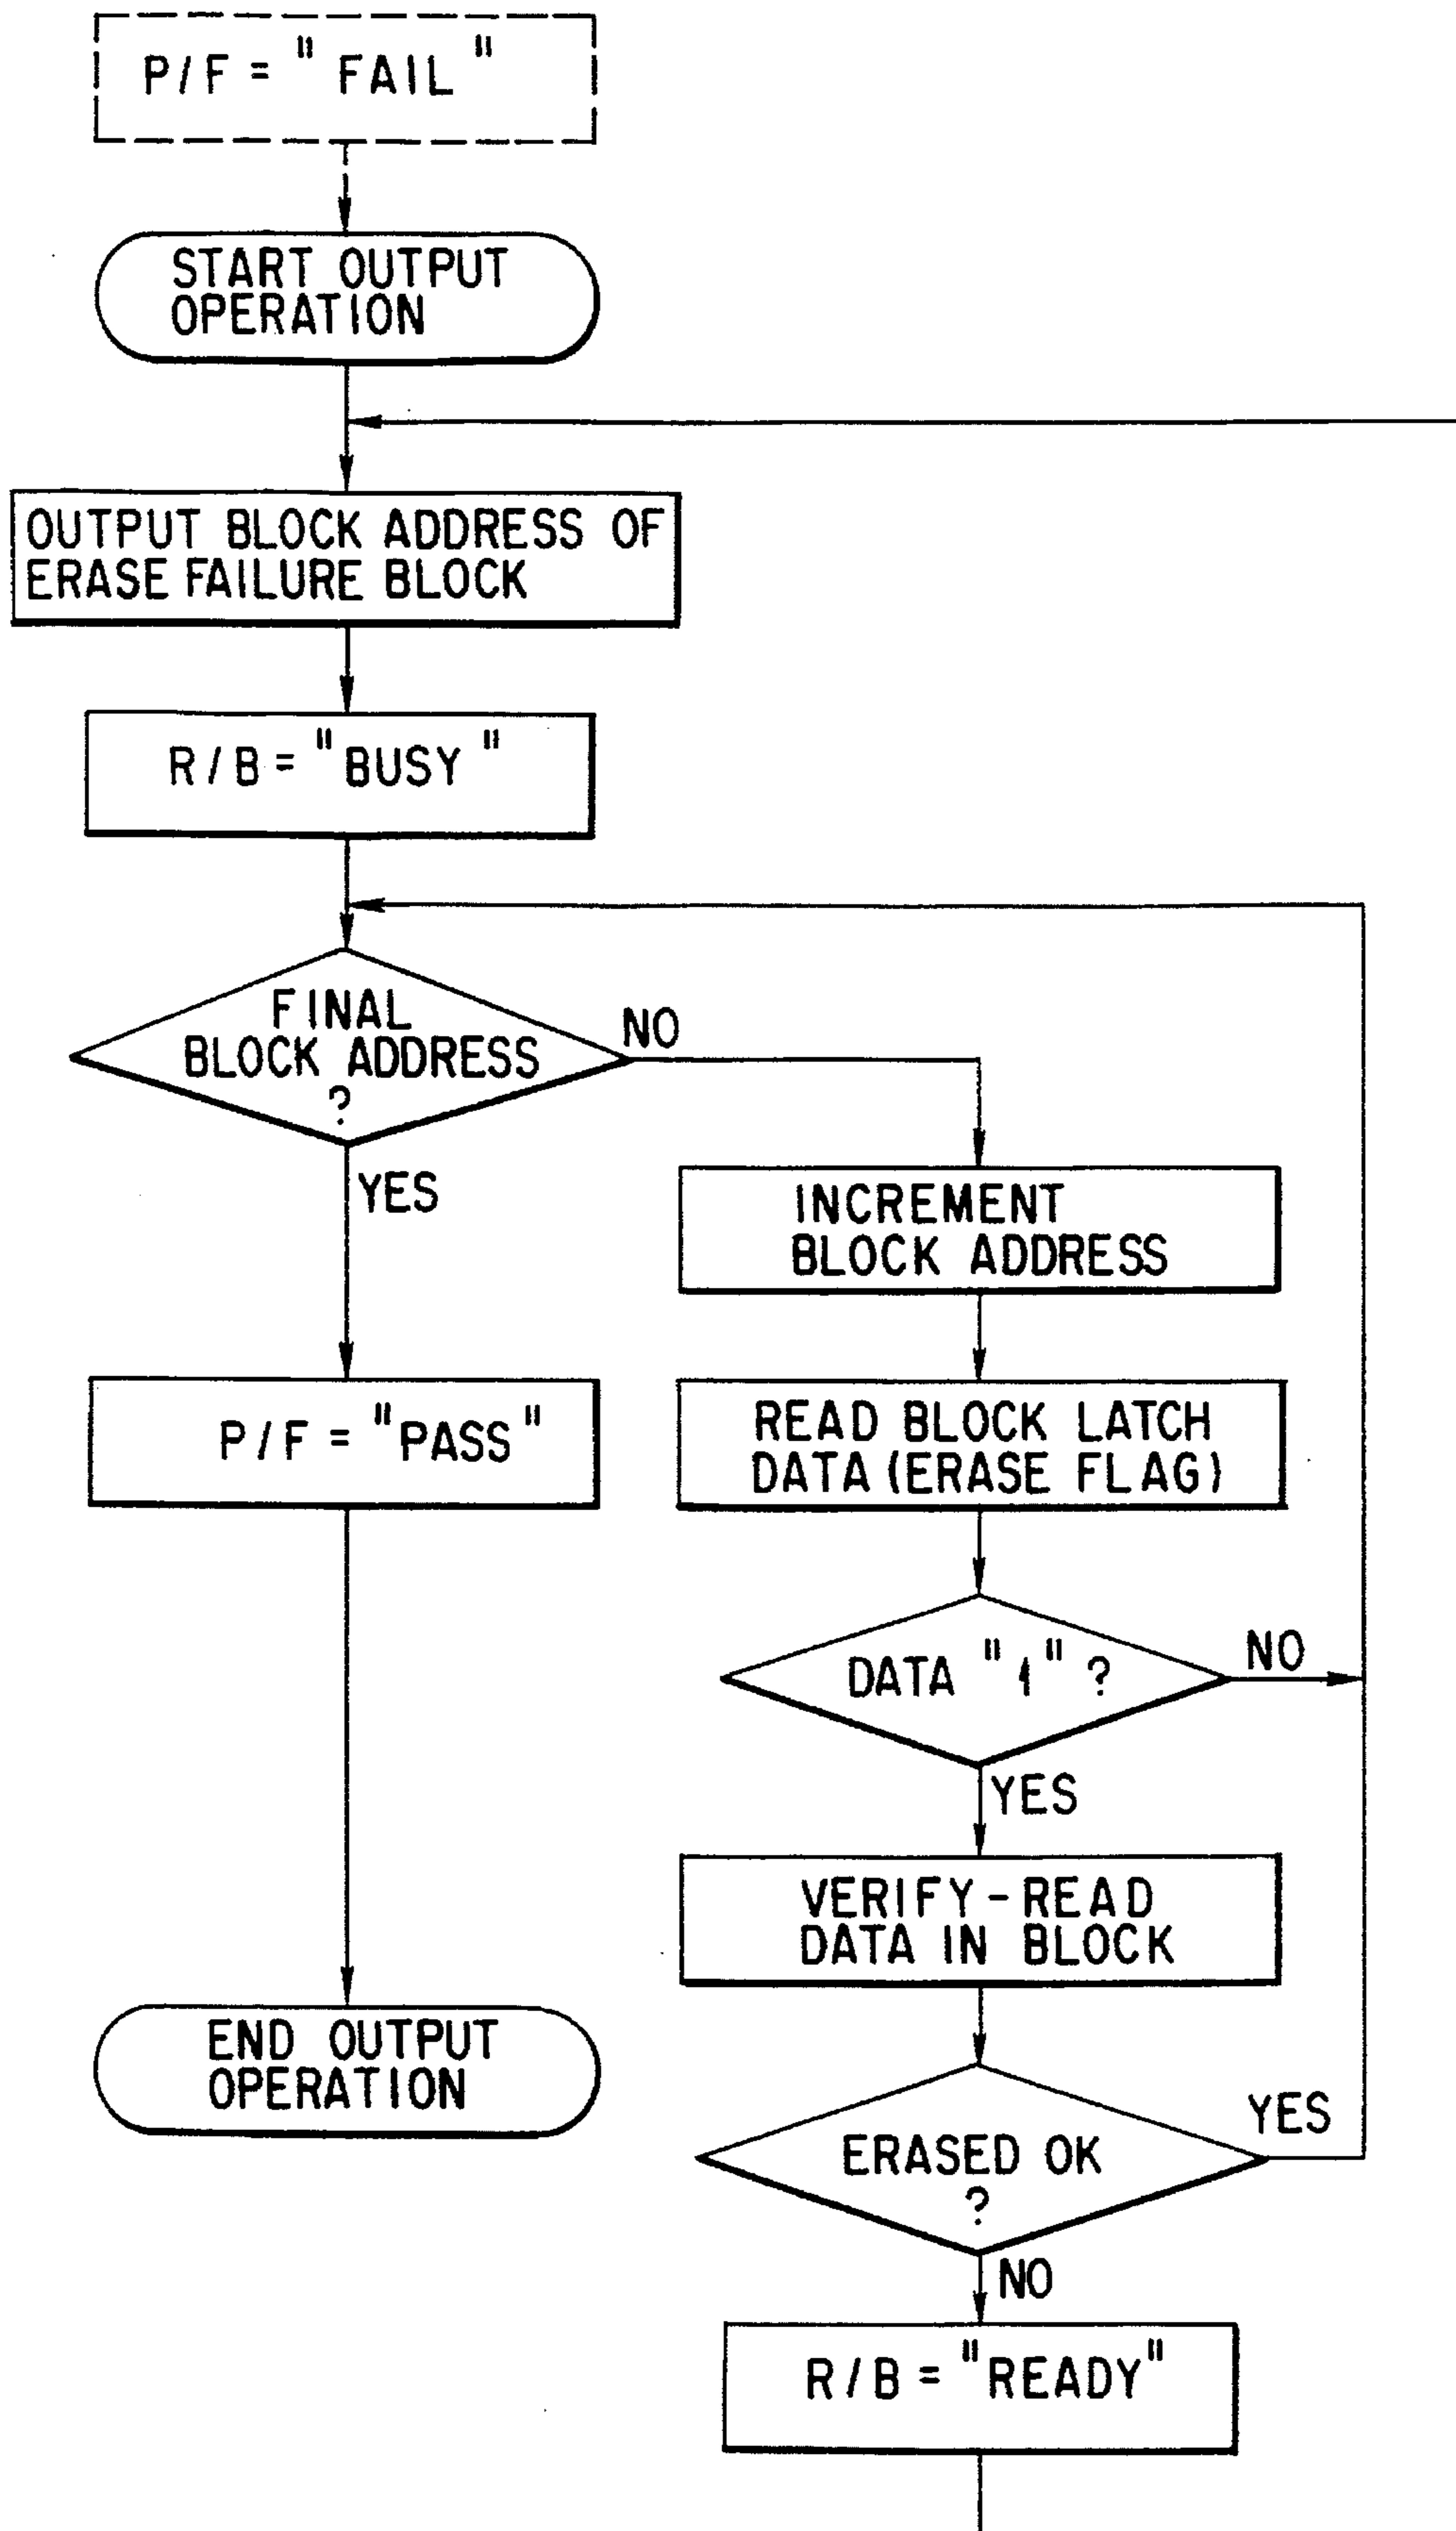 P/F = "FAIL"
START OUTPUT
OPERATION
OUTPUT BLOCK ADDRESS OF
ERASE FAILURE BLOCK
R/B = "BUSY"
FINAL
BLOCK ADDRESS
?
NO
YES
INCREMENT
BLOCK ADDRESS
P/F = "PASS"
READ BLOCK LATCH
DATA (ERASE FLAG)
DATA "1" ?
NO
YES
VERIFY-READ
DATA IN BLOCK
END OUTPUT
OPERATION
ERASED OK
?
YES
NO
R/B = "READY"